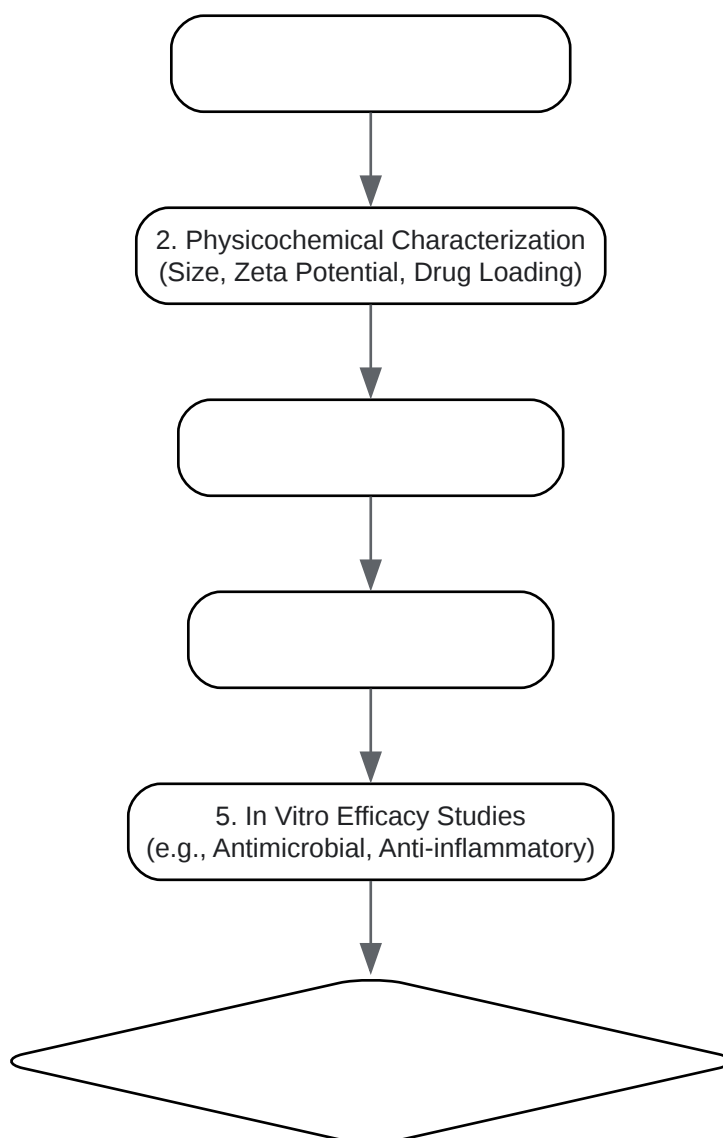 2. Physicochemical Characterization
(Size, Zeta Potential, Drug Loading)
5. In Vitro Efficacy Studies
(e.g., Antimicrobial, Anti-inflammatory)